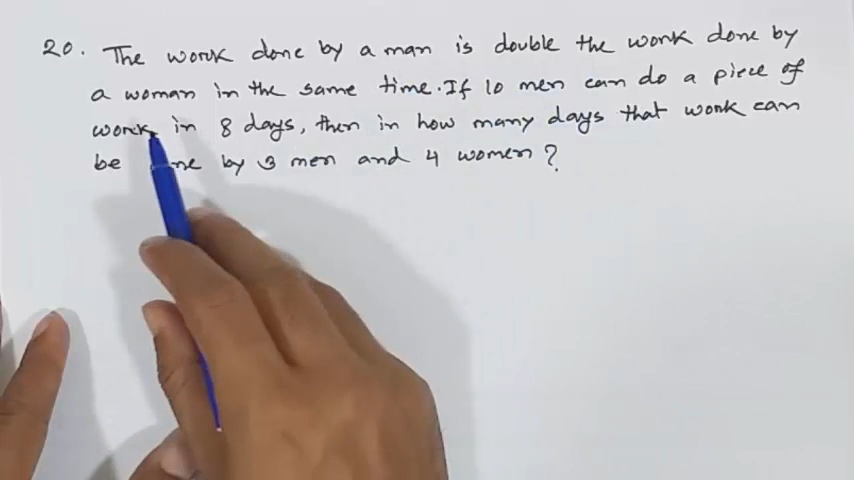 20. The work done by a man is double the work done by
a woman in the same time. If 10 men can do a piece of
work in 8 days, then in how many days that work can
be ne by 3 men and 4 women?